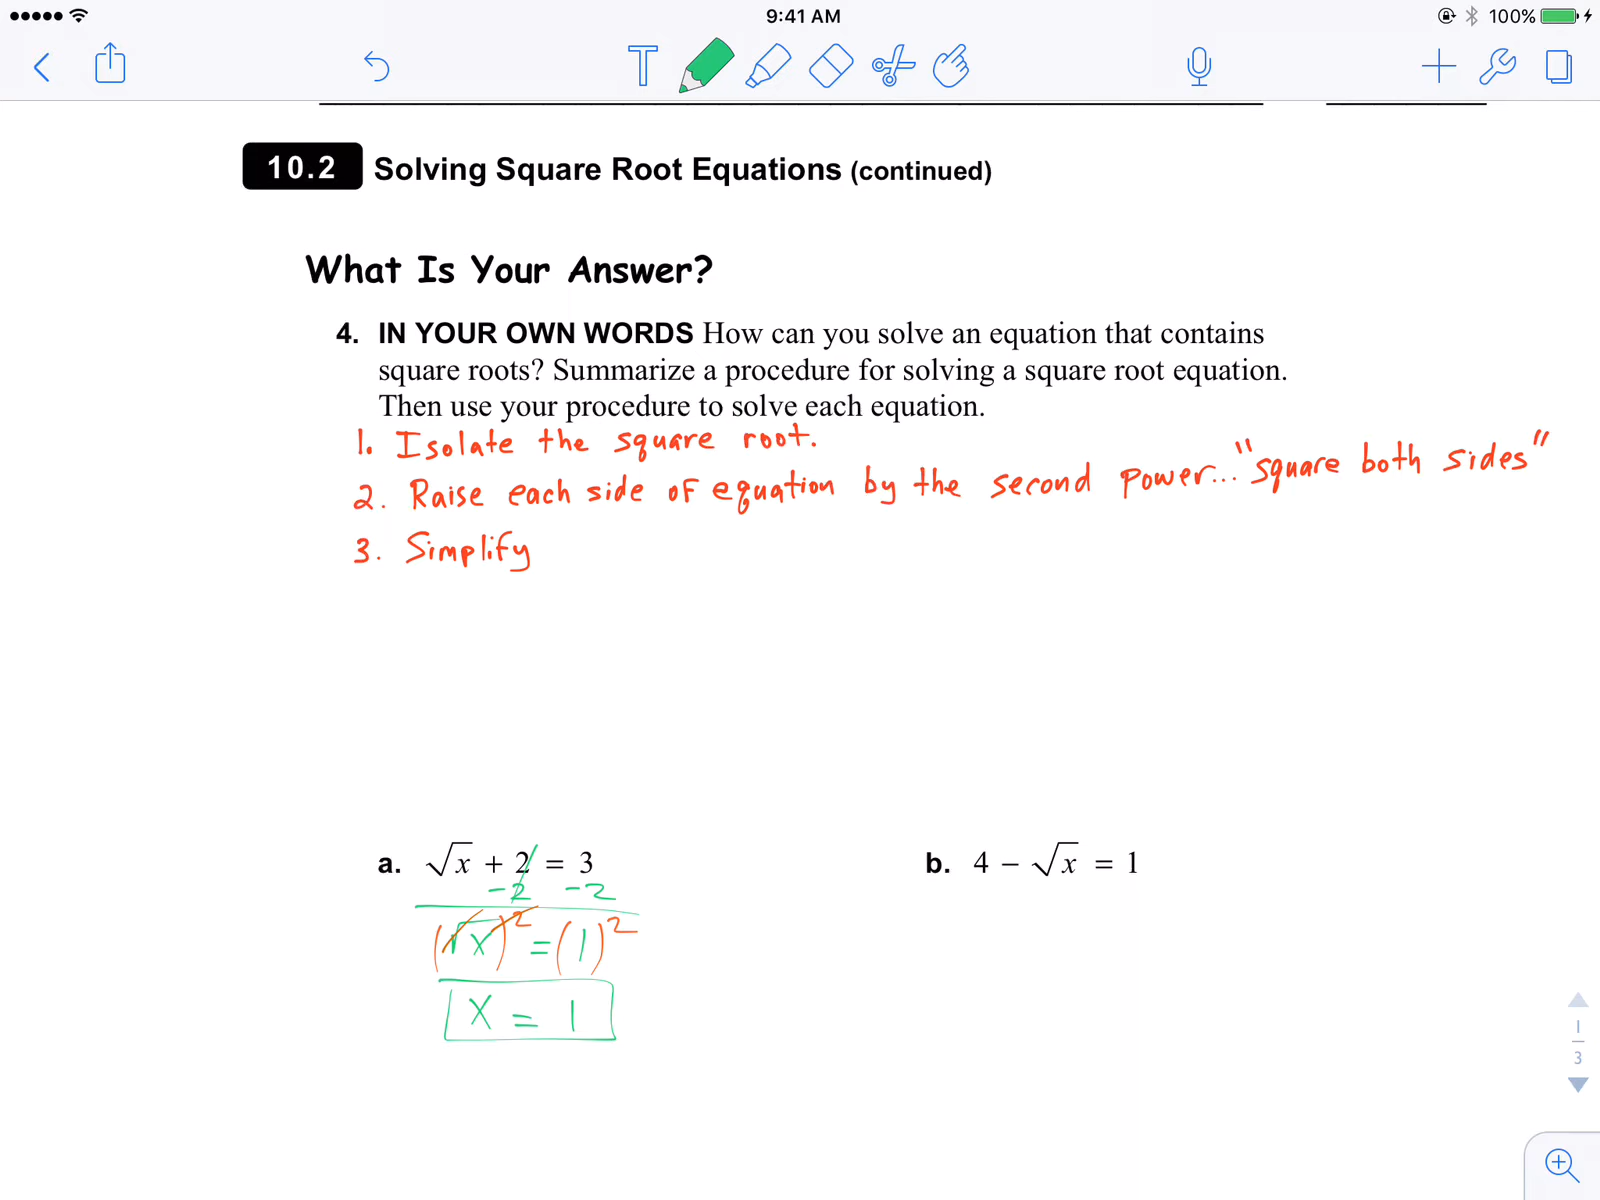 9:41 AM
100%
T
10.2 Solving Square Root Equations (continued)
What Is Your Answer?
4. IN YOUR OWN WORDS How can you solve an equation that contains
square roots? Summarize a procedure for solving a square root equation.
Then use your procedure to solve each equation.
1. Isolate the square root.
2. Raise each side of equation by the second power... "square both sides"
3. Simplify
a. √x + 2 = 3
-2 -2
(√x)² = (1)²
x = 1
b. 4 − √x = 1
1
3